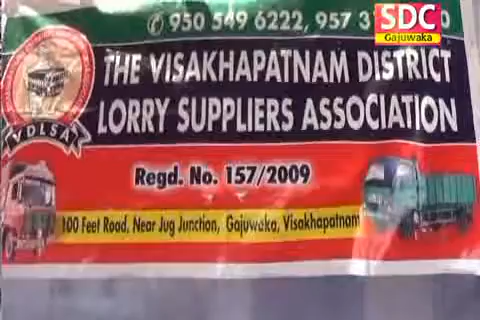 950 549 6222, 957
SDC
Gajuwaka
THE VISAKHAPATNAM DISTRICT
LORRY SUPPLIERS ASSOCIATION
VDLSA
Regd. No. 157/2009
100 Feet Road, Near Jug Junction, Gajuwaka, Visakhapatnam